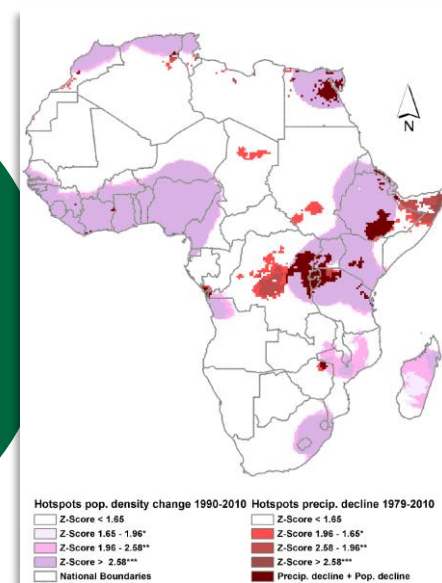 N
Hotspots pop. density change 1990-2010
Z-Score < 1.65
Z-Score 1.65 - 1.96*
Z-Score 1.96 - 2.58**
Z-Score > 2.58***
National Boundaries
Hotspots precip. decline 1979-2010
Z-Score < 1.65
Z-Score 1.96 - 1.65*
Z-Score 2.58 - 1.96**
Z-Score > 2.58***
Precip. decline + Pop. decline